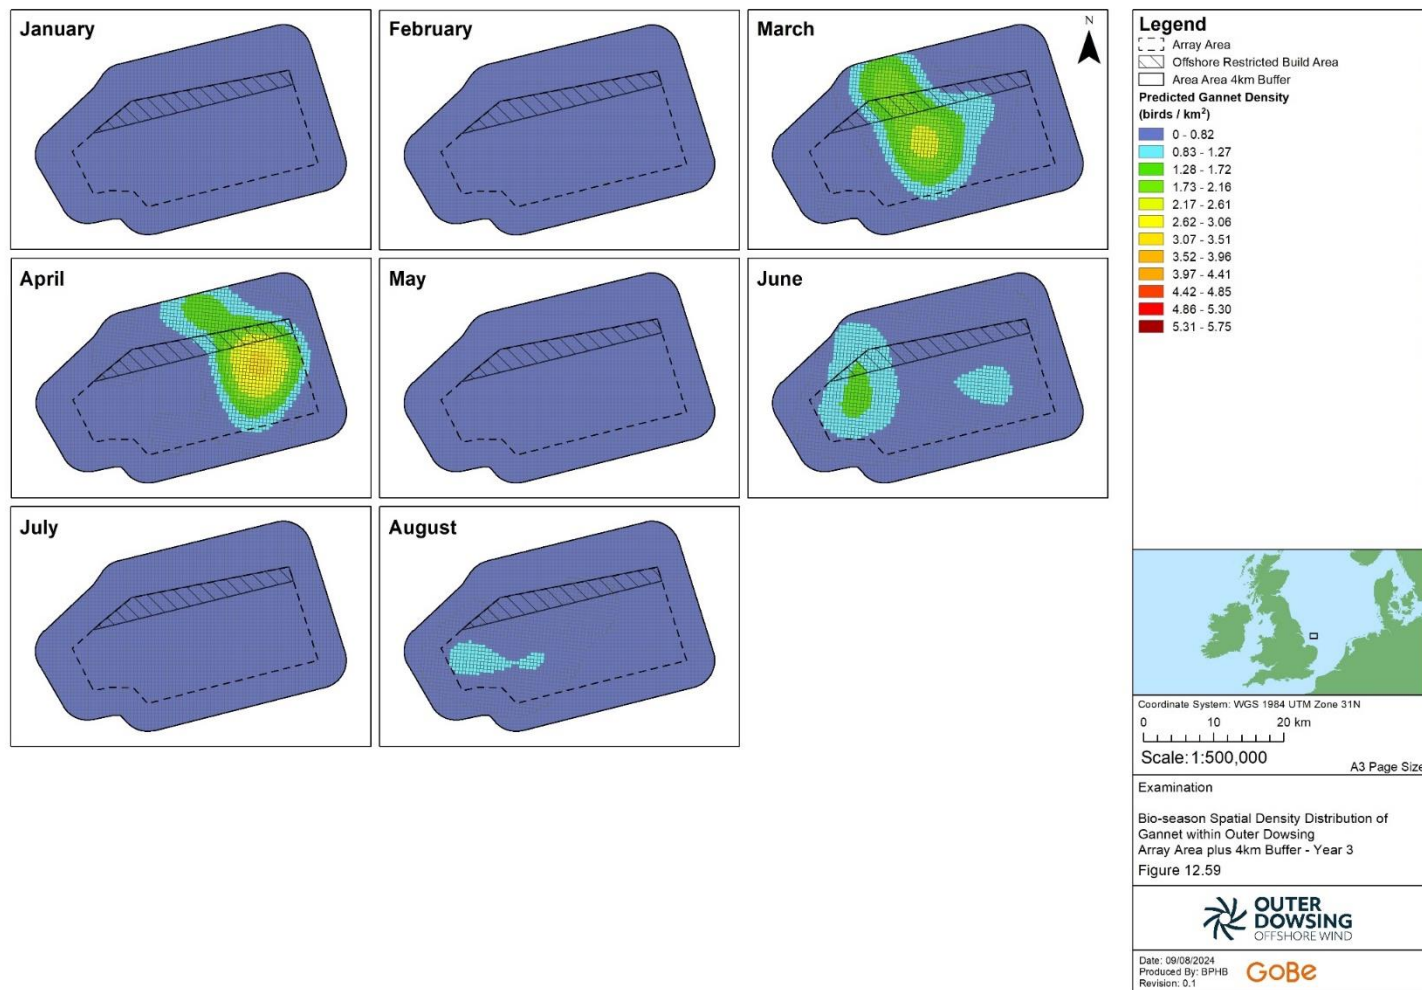 January
February
March
N
April
May
June
July
August
Legend
Array Area
Offshore Restricted Build Area
Area Area 4km Buffer
Predicted Gannet Density
(birds / km²)
0 - 0.82
0.83 - 1.27
1.28 - 1.72
1.73 - 2.16
2.17 - 2.61
2.62 - 3.06
3.07 - 3.51
3.52 - 3.96
3.97 - 4.41
4.42 - 4.85
4.86 - 5.30
5.31 - 5.75
Coordinate System: WGS 1984 UTM Zone 31N
0 10 20 km
Scale: 1:500,000
A3 Page Size
Examination
Bio-season Spatial Density Distribution of
Gannet within Outer Dowsing
Array Area plus 4km Buffer - Year 3
Figure 12.59
OUTER
DOWSING
OFFSHORE WIND
Date: 09/08/2024
Produced By: BPHB
Revision: 0.1
GoBe